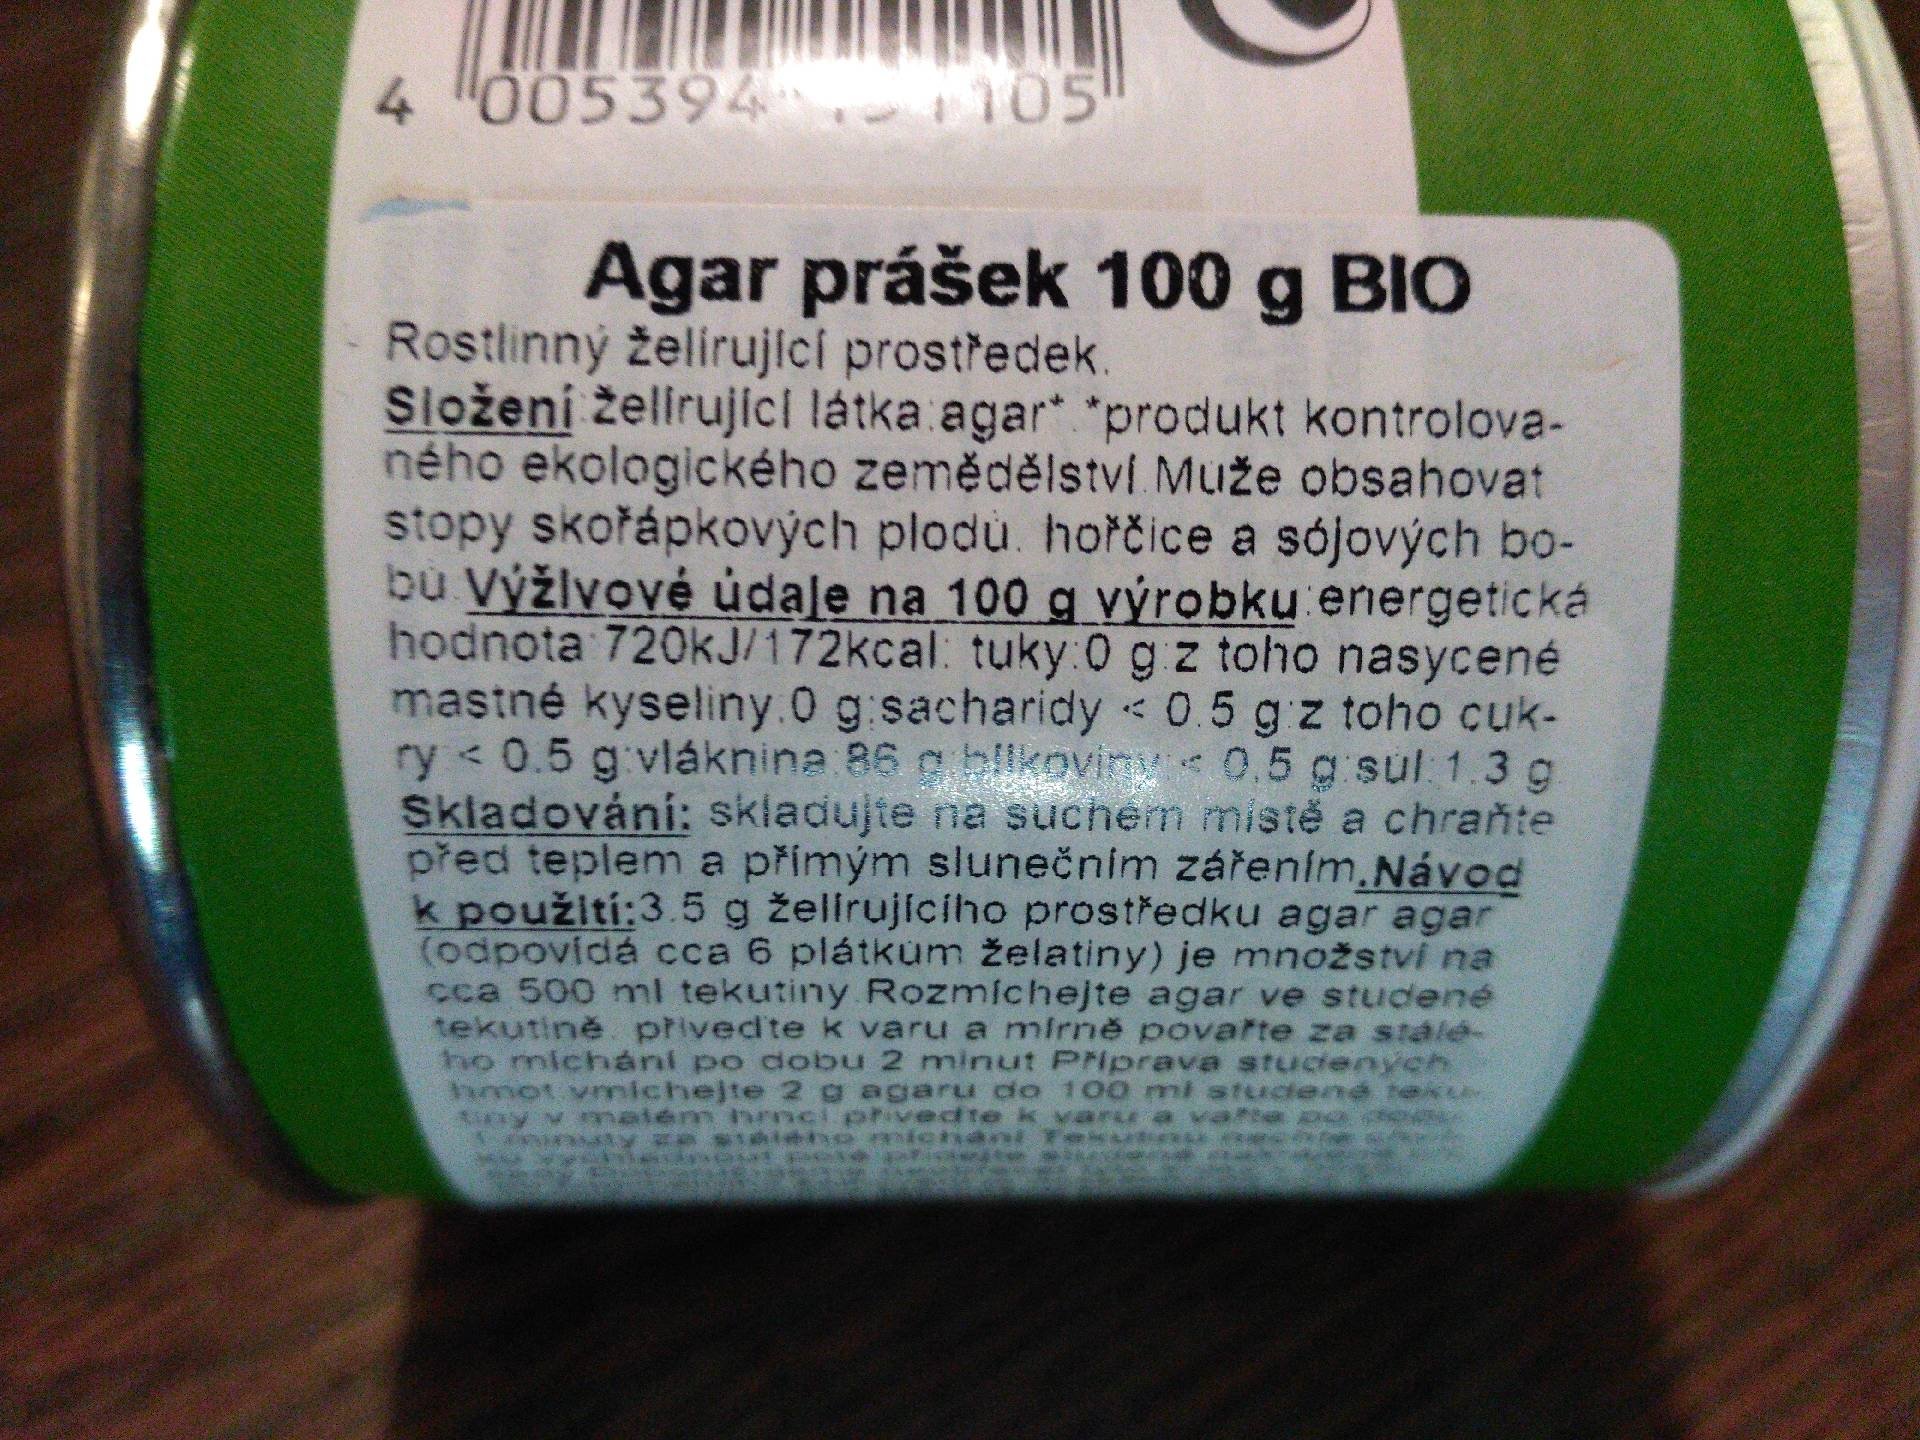 4 005394 105
Agar prášek 100 g BIO
Rostlinný želírující prostředek.
Složení:želírující látka:agar*.*produkt kontrolova-
ného ekologického zemědělství.Může obsahovat
stopy skořápkových plodů, hořčice a sójových bo-
bů.Výživové údaje na 100 g výrobku:energetická
hodnota:720kJ/172kcal; tuky:0 g;z toho nasycené
mastné kyseliny:0 g;sacharidy < 0.5 g;z toho cuk-
ry < 0.5 g;vláknina:86 g;bílkoviny:< 0,5 g;sůl:1.3 g.
Skladování: skladujte na suchém místě a chraňte
před teplem a přímým slunečním zářením.Návod
k použití:3.5 g želírujícího prostředku agar agar
(odpovídá cca 6 plátkům želatiny) je množství na
cca 500 ml tekutiny.Rozmíchejte agar ve studené
tekutině, přiveďte k varu a mírně povařte za stálé-
ho míchání po dobu 2 minut.Příprava studených
hmot:vmíchejte 2 g agaru do 100 ml studené teku-
tiny v malém hrnci přiveďte k varu a vařte po dobu
minuty za stálého míchání Tekutinu nechte